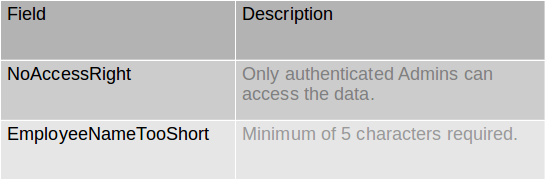 Field Description
NoAccessRight Only authenticated Admins can
access the data.
EmployeeNameTooShort Minimum of 5 characters required.